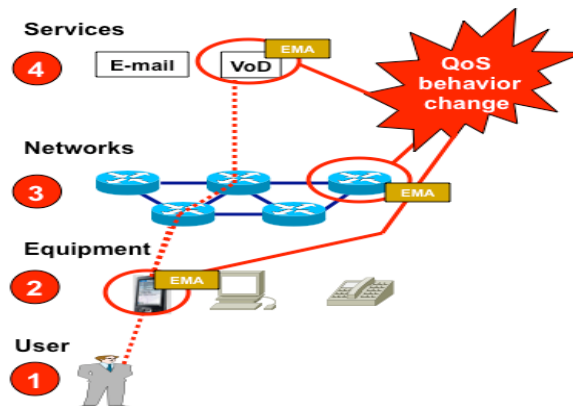 Services
EMA
4
E-mail
VoD
QoS
behavior
change
Networks
3
EMA
Equipment
2
EMA
User
1